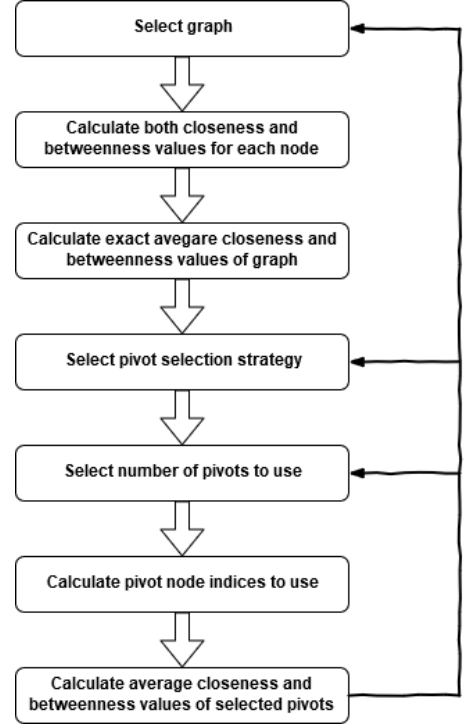 Select graph
Calculate both closeness and
betweenness values for each node
Calculate exact avegare closeness and
betweenness values of graph
Select pivot selection strategy
Select number of pivots to use
Calculate pivot node indices to use
Calculate average closeness and
betweenness values of selected pivots